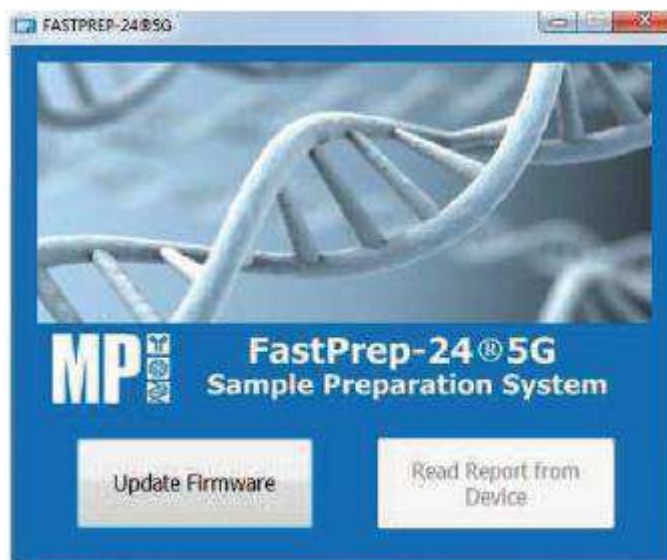 FASTPREP-24®5G
MP
FastPrep-24®5G
Sample Preparation System
Update Firmware
Read Report from
Device